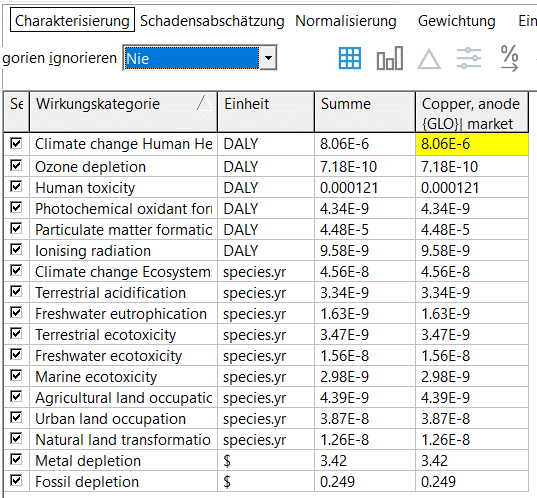 Charakterisierung Schadensabschätzung Normalisierung Gewichtung Ein
gorien ignorieren Nie %
Se Wirkungskategorie Einheit Summe Copper, anode
{GLO}| market
Climate change Human He DALY 8.06E-6 8.06E-6
Ozone depletion DALY 7.18E-10 7.18E-10
Human toxicity DALY 0.000121 0.000121
Photochemical oxidant for DALY 4.34E-9 4.34E-9
Particulate matter formatic DALY 4.48E-5 4.48E-5
Ionising radiation DALY 9.58E-9 9.58E-9
Climate change Ecosystem species.yr 4.56E-8 4.56E-8
Terrestrial acidification species.yr 3.34E-9 3.34E-9
Freshwater eutrophication species.yr 1.63E-9 1.63E-9
Terrestrial ecotoxicity species.yr 3.47E-9 3.47E-9
Freshwater ecotoxicity species.yr 1.56E-8 1.56E-8
Marine ecotoxicity species.yr 2.98E-9 2.98E-9
Agricultural land occupatic species.yr 4.39E-9 4.39E-9
Urban land occupation species.yr 3.87E-8 3.87E-8
Natural land transformatio species.yr 1.26E-8 1.26E-8
Metal depletion $ 3.42 3.42
Fossil depletion $ 0.249 0.249